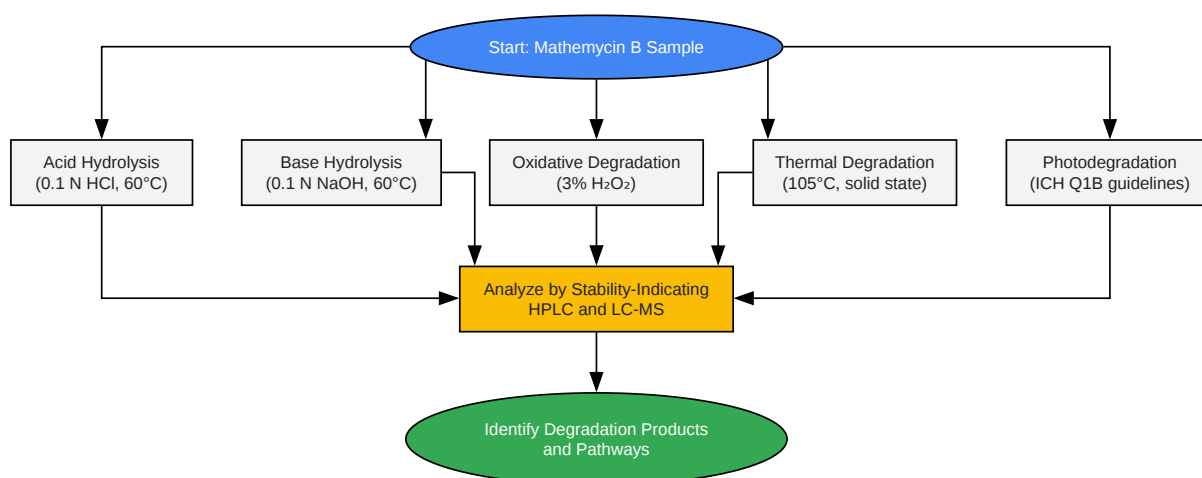 Start: Mathemycin B Sample
Acid Hydrolysis
(0.1 N HCl, 60°C)
Base Hydrolysis
(0.1 N NaOH, 60°C)
Oxidative Degradation
(3% H₂O₂)
Thermal Degradation
(105°C, solid state)
Photodegradation
(ICH Q1B guidelines)
Analyze by Stability-Indicating
HPLC and LC-MS
Identify Degradation Products
and Pathways